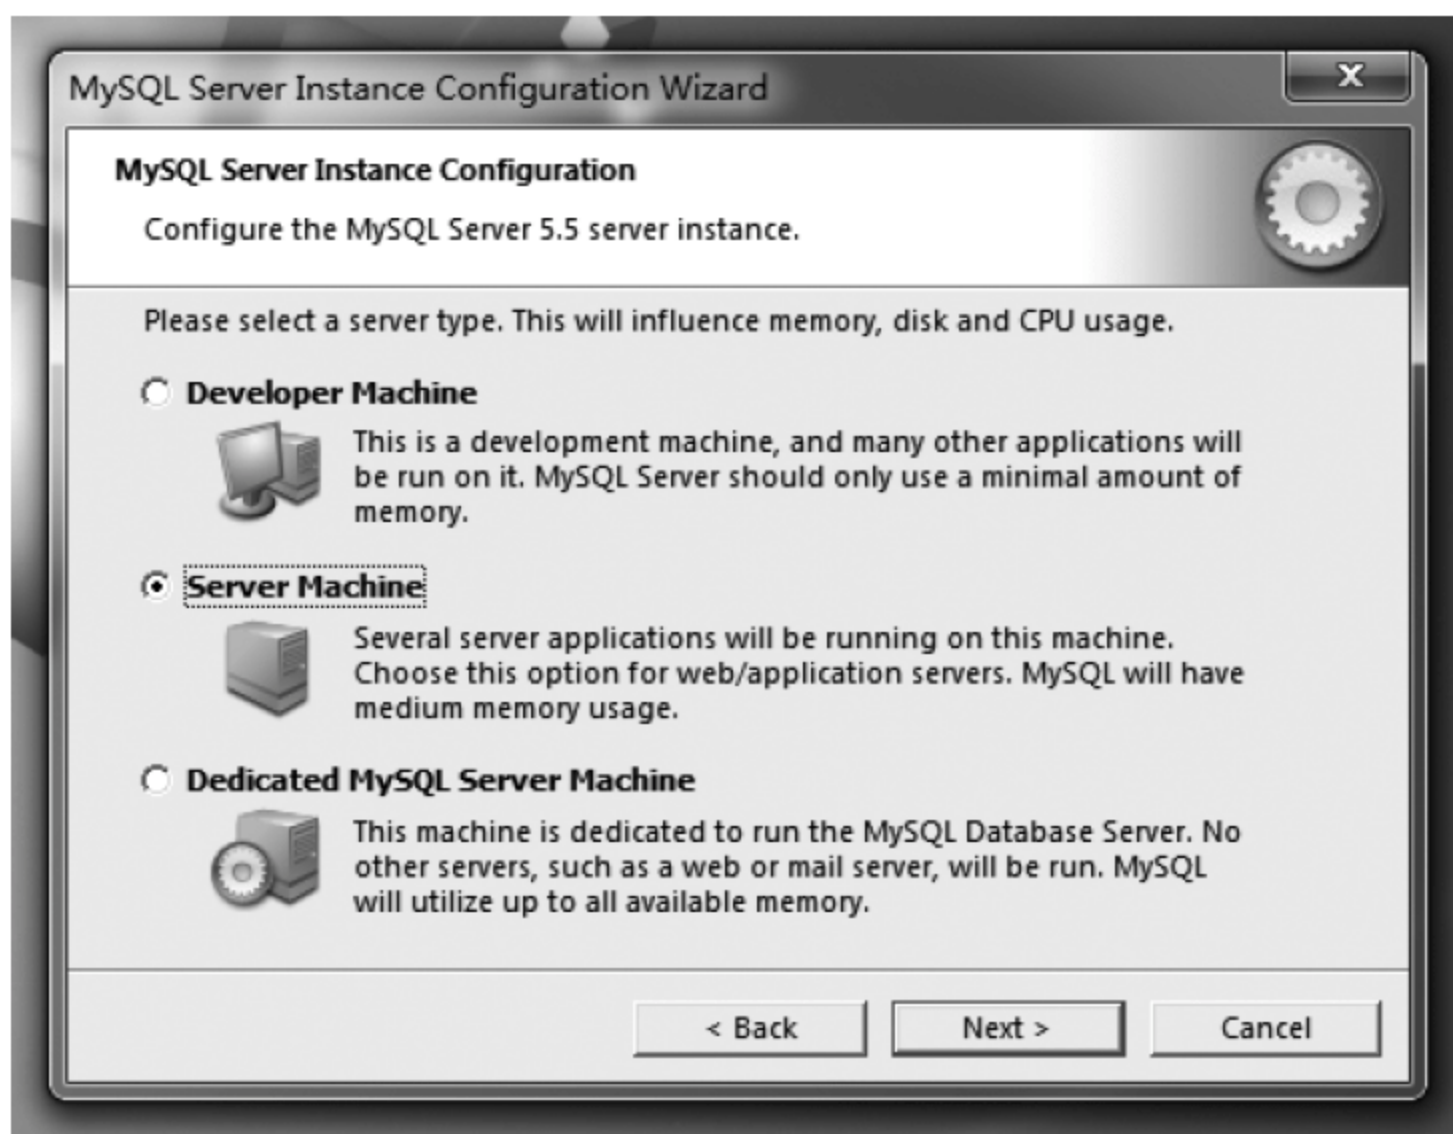 MySQL Server Instance Configuration Wizard
X
MySQL Server Instance Configuration
Configure the MySQL Server 5.5 server instance.
Please select a server type. This will influence memory, disk and CPU usage.
Developer Machine
This is a development machine, and many other applications will
be run on it. MySQL Server should only use a minimal amount of
memory.
Server Machine
Several server applications will be running on this machine.
Choose this option for web/application servers. MySQL will have
medium memory usage.
Dedicated MySQL Server Machine
This machine is dedicated to run the MySQL Database Server. No
other servers, such as a web or mail server, will be run. MySQL
will utilize up to all available memory.
< Back
Next >
Cancel